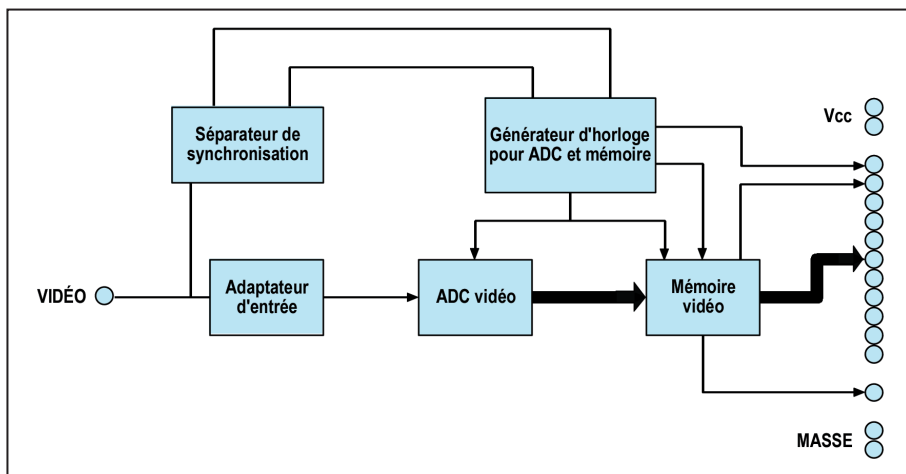 Séparateur de
synchronisation
Générateur d'horloge
pour ADC et mémoire
Vcc
VIDÉO
Adaptateur
d'entrée
ADC vidéo
Mémoire
vidéo
MASSE